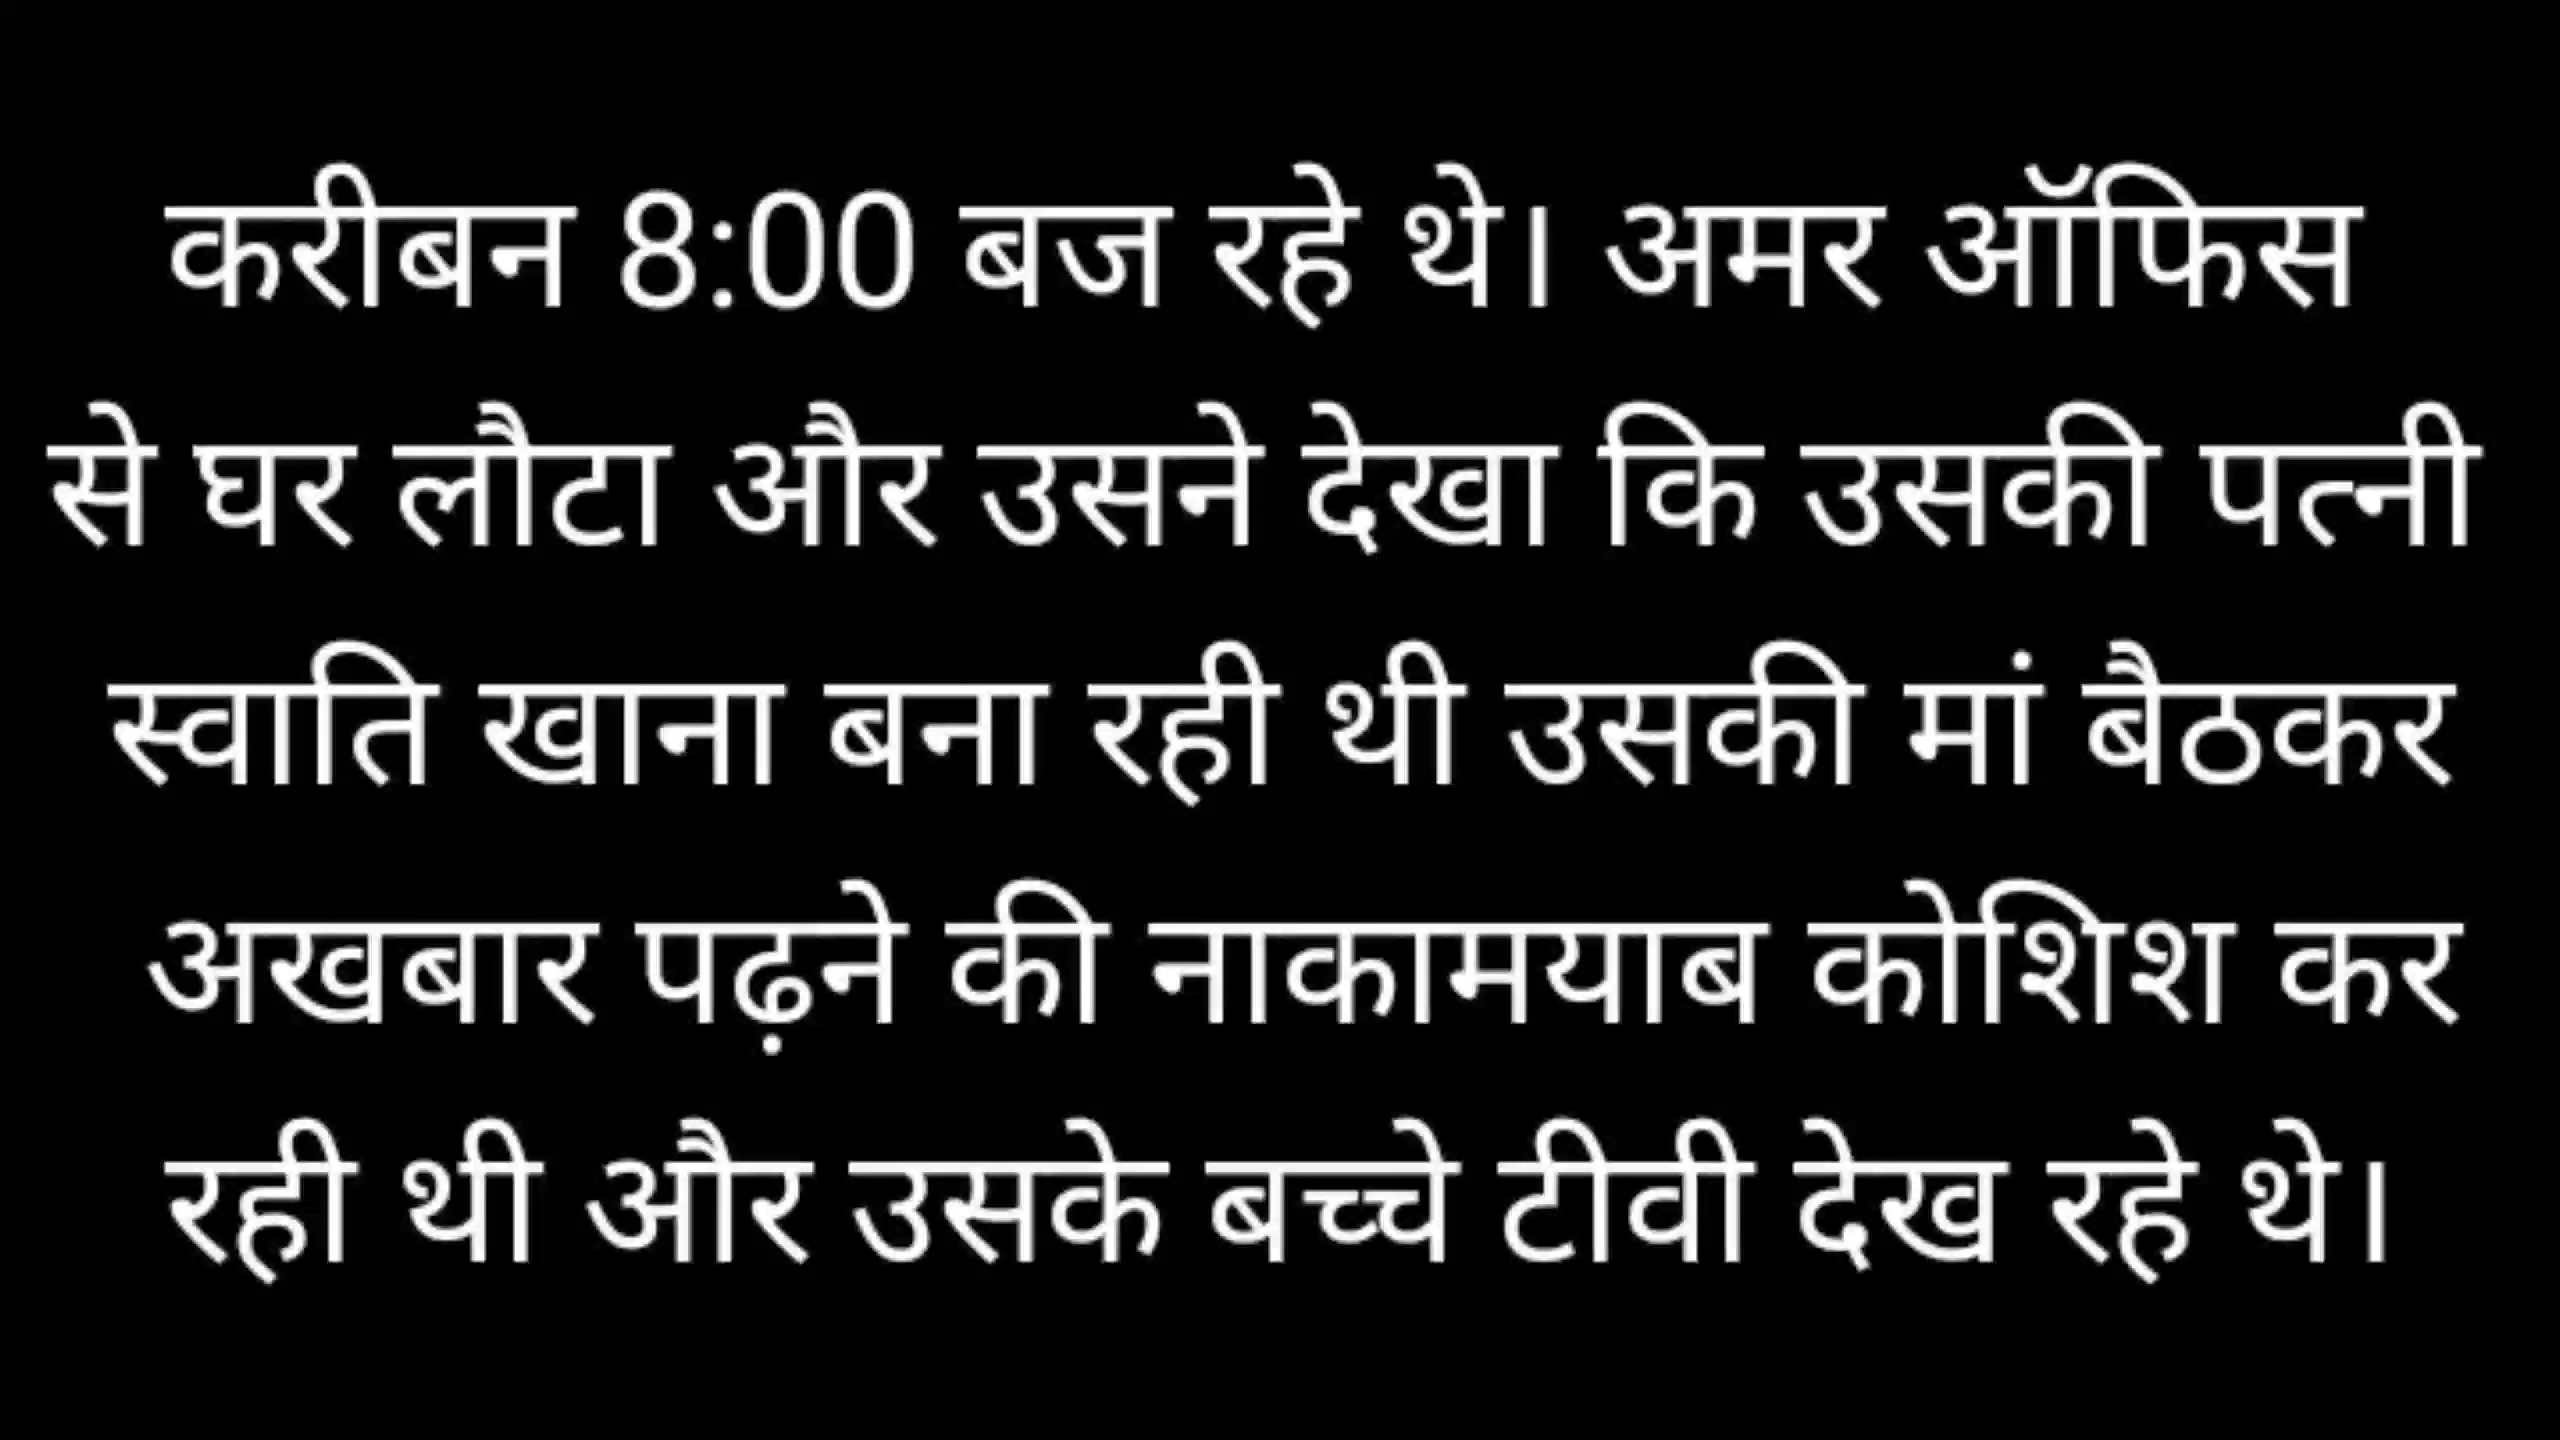 करीबन 8:00 बज रहे थे। अमर ऑफिस
से घर लौटा और उसने देखा कि उसकी पत्नी
स्वाति खाना बना रही थी उसकी मां बैठकर
अखबार पढ़ने की नाकामयाब कोशिश कर
रही थी और उसके बच्चे टीवी देख रहे थे।